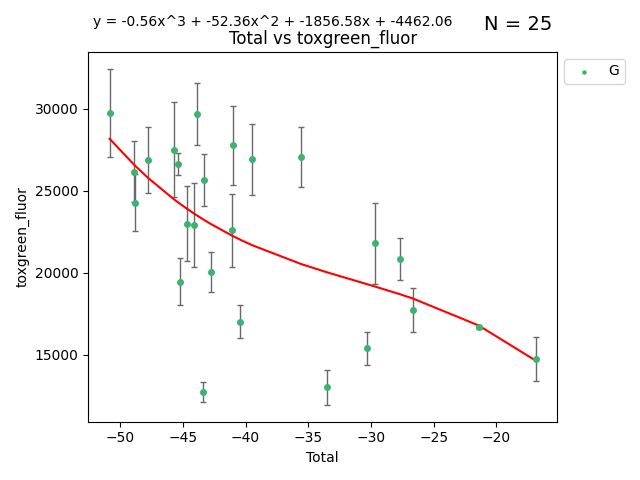 y = -0.56x^3 + -52.36x^2 + -1856.58x + -4462.06
N = 25
Total vs toxgreen_fluor
G
30000
25000
20000
15000
toxgreen_fluor
−50 −45 −40 −35 −30 −25 −20
Total